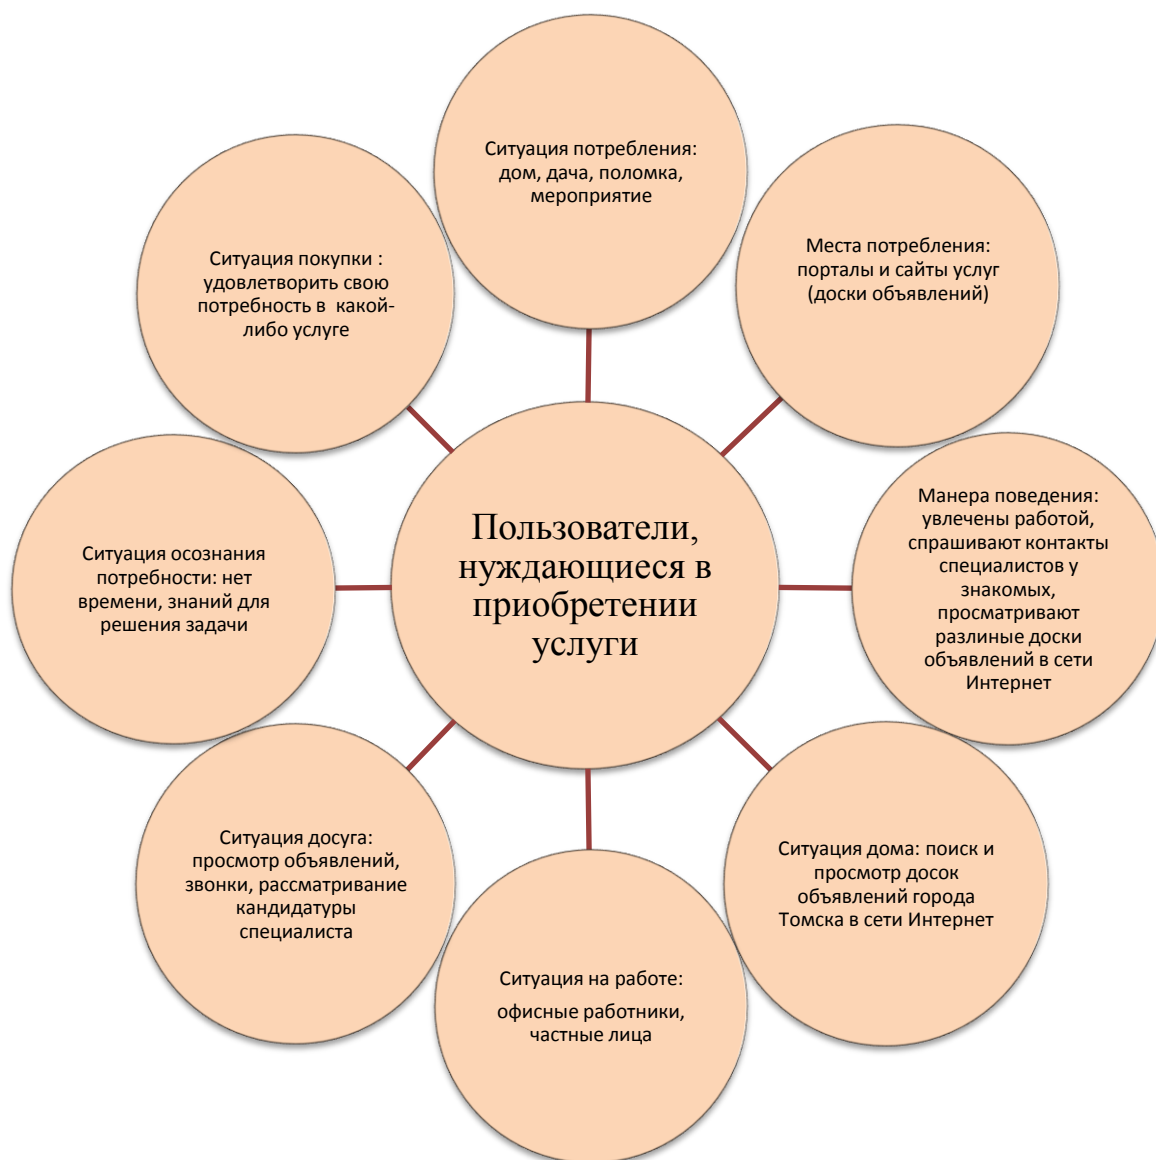 Ситуация потребления:
дом, дача, поломка,
мероприятие
Места потребления:
порталы и сайты услуг
(доски объявлений)
Манера поведения:
увлечены работой,
спрашивают контакты
специалистов у
знакомых,
просматривают
разлиные доски
объявлений в сети
Интернет
Ситуация дома: поиск и
просмотр досок
объявлений города
Томска в сети Интернет
Ситуация на работе:
офисные работники,
частные лица
Ситуация досуга:
просмотр объявлений,
звонки, рассматривание
кандидатуры
специалиста
Ситуация осознания
потребности: нет
времени, знаний для
решения задачи
Ситуация покупки :
удовлетворить свою
потребность в  какой-
либо услуге
Пользователи,
нуждающиеся в
приобретении
услуги